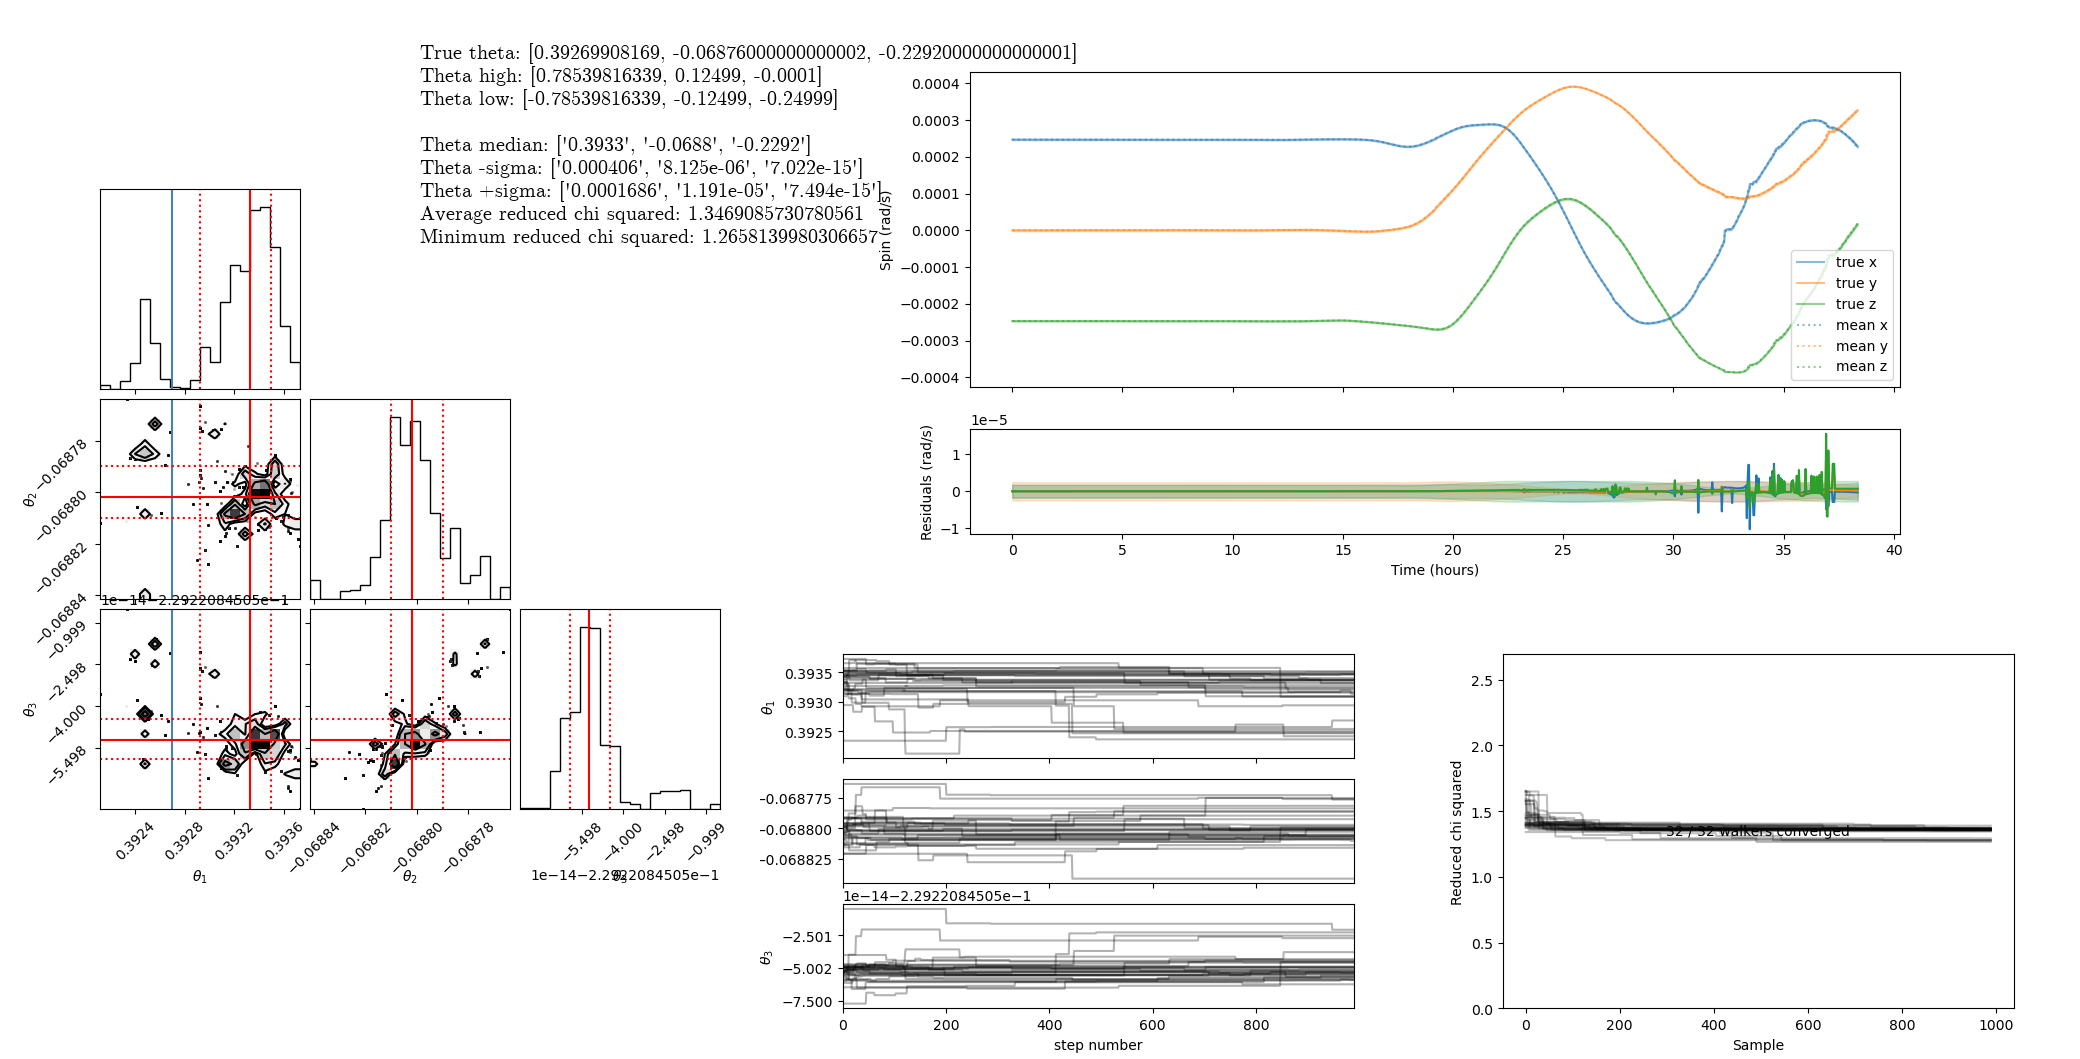 True theta: [0.39269908169, -0.06876000000000002, -0.22920000000000001]
Theta high: [0.78539816339, 0.12499, -0.0001]
Theta low: [-0.78539816339, -0.12499, -0.24999]
Theta median: ['0.3933', '-0.0688', '-0.2292']
Theta -sigma: ['0.000406', '8.125e-06', '7.022e-15']
Theta +sigma: ['0.0001686', '1.191e-05', '7.494e-15']
Average reduced chi squared: 1.3469085730780561
Minimum reduced chi squared: 1.2658139980306657
Spin (rad/s)
0.0004
0.0003
0.0002
0.0001
0.0000
−0.0001
−0.0002
−0.0003
−0.0004
true x
true y
true z
mean x
mean y
mean z
1e−5
Residuals (rad/s)
1
0
−1
0 5 10 15 20 25 30 35 40
Time (hours)
θ2
−0.06878
−0.06880
−0.06882
−0.06884
1e−14−2.2922084505e−1
θ3
−0.999
−2.498
−4.000
−5.498
0.3924 0.3928 0.3932 0.3936
θ1
−0.06884 −0.06882 −0.06880 −0.06878
θ2
−5.498 −4.000 −2.498 −0.999
θ3
1e−14−2.2922084505e−1
θ1
0.3935
0.3930
0.3925
θ2
−0.068775
−0.068800
−0.068825
1e−14−2.2922084505e−1
θ3
−2.501
−5.002
−7.500
0 200 400 600 800
step number
Reduced chi squared
2.5
2.0
1.5
1.0
0.5
0.0
32 / 32 walkers converged
0 200 400 600 800 1000
Sample